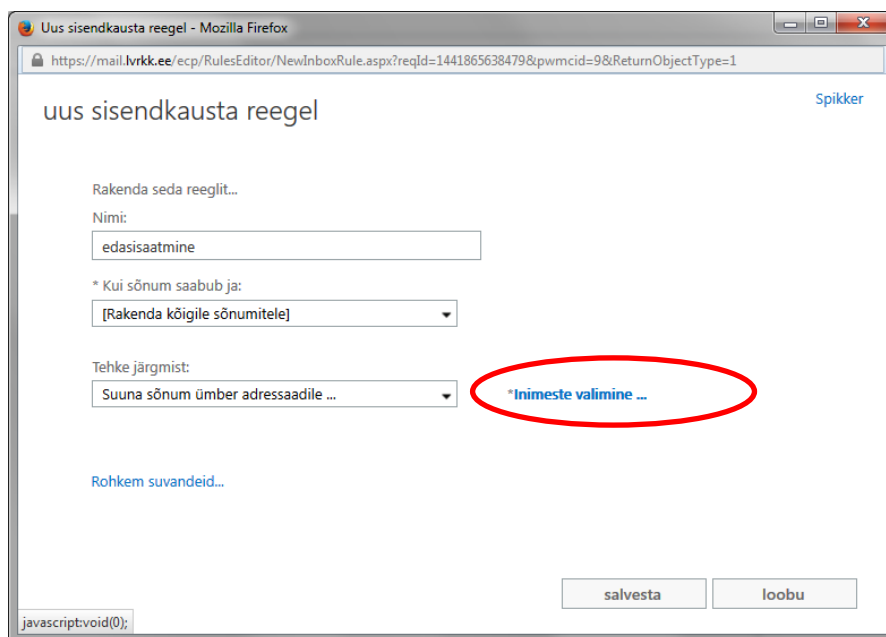 Uus sisendkausta reegel - Mozilla Firefox
https://mail.lvrkk.ee/ecp/RulesEditor/NewInboxRule.aspx?reqId=1441865638479&pwmcid=9&ReturnObjectType=1
Spikker
uus sisendkausta reegel
Rakenda seda reeglit...
Nimi:
edasisaatmine
* Kui sõnum saabub ja:
[Rakenda kõigile sõnumitele]
Tehke järgmist:
Suuna sõnum ümber adressaadile ... *Inimeste valimine ...
Rohkem suvandeid...
salvesta loobu
javascript:void(0);